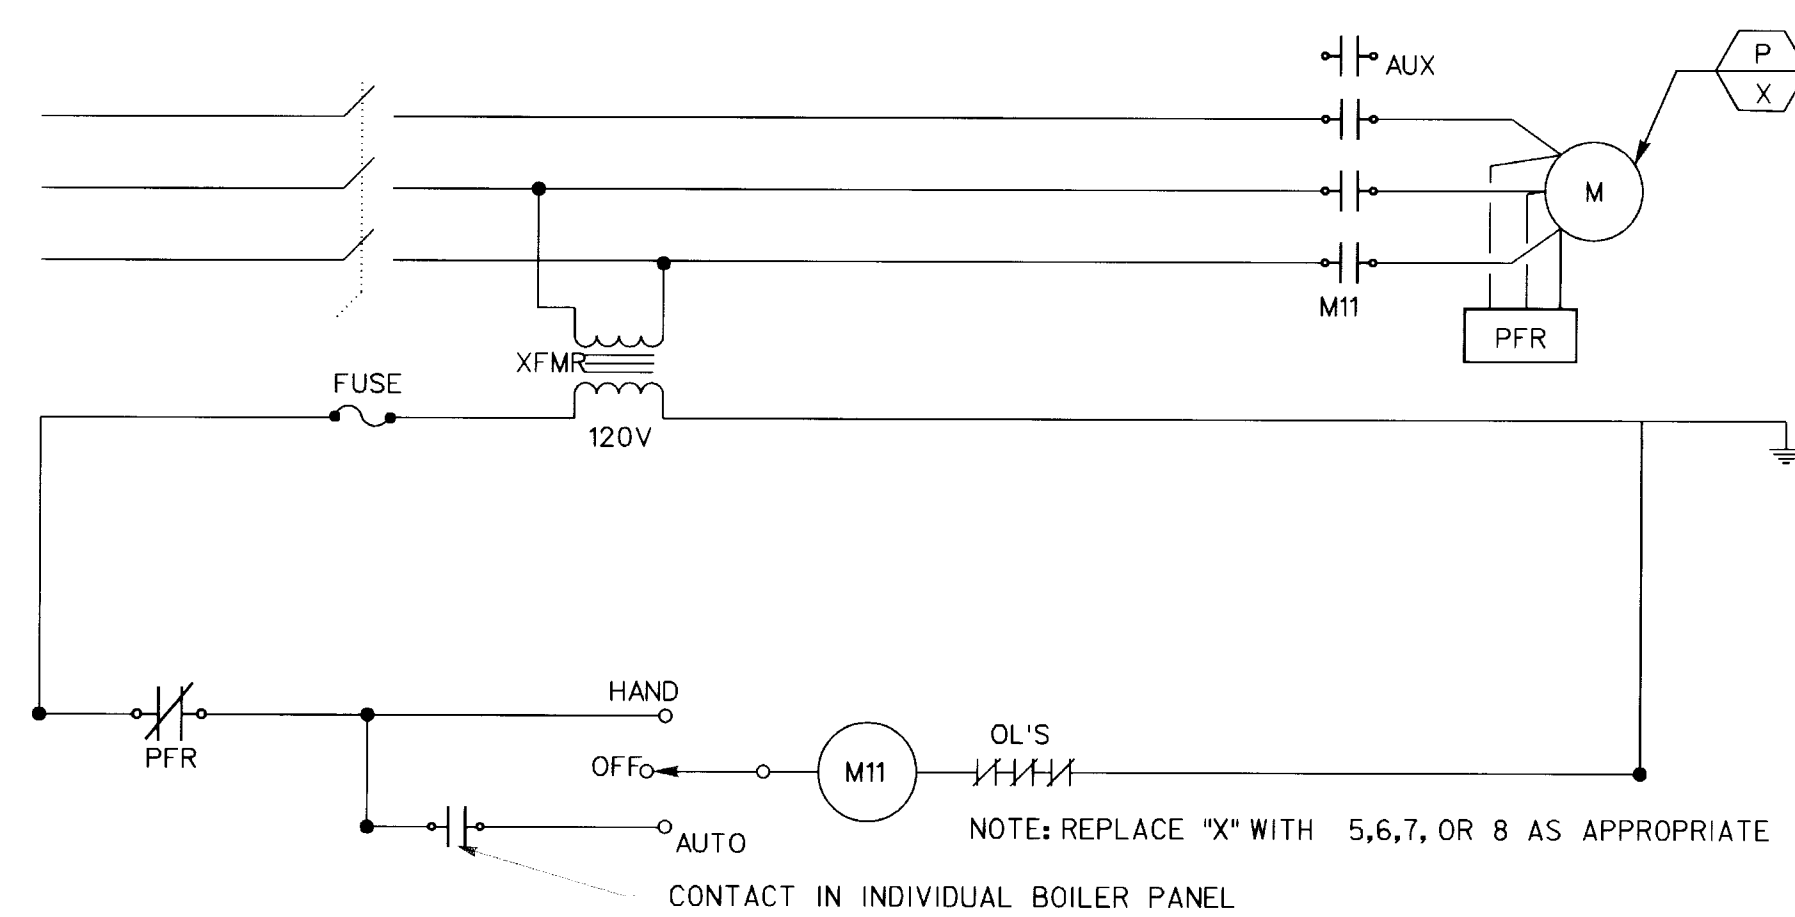 P
AUX
X
M
M11
PFR
XFMR
FUSE
120V
HAND
OL'S
PFR
OFF
M11
NOTE: REPLACE "X" WITH 5,6,7, OR 8 AS APPROPRIATE
AUTO
CONTACT IN INDIVIDUAL BOILER PANEL